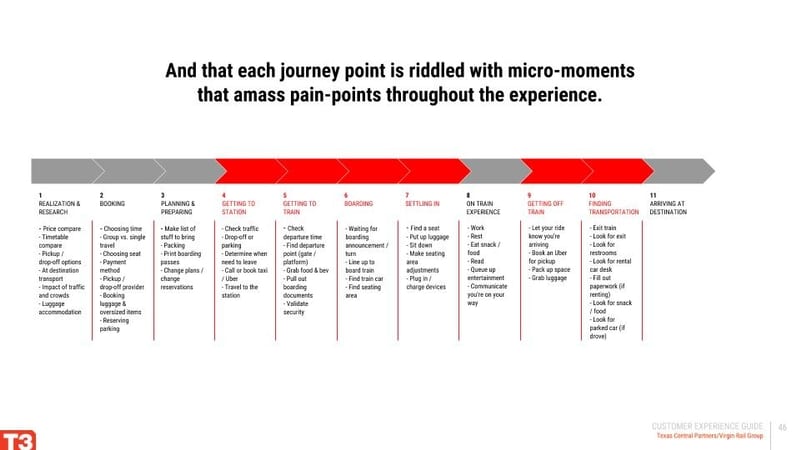 And that each journey point is riddled with micro-moments
that amass pain-points throughout the experience.
1
REALIZATION &
RESEARCH
- Price compare
- Timetable
compare
- Pickup /
drop-off options
- At destination
transport
- Impact of traffic
and crowds
- Luggage
accommodation
2
BOOKING
- Choosing time
- Group vs. single
travel
- Choosing seat
- Payment
method
- Pickup /
drop-off provider
- Booking
luggage &
oversized items
- Reserving
parking
3
PLANNING &
PREPARING
- Make list of
stuff to bring
- Packing
- Print boarding
passes
- Change plans /
change
reservations
4
GETTING TO
STATION
- Check traffic
- Drop-off or
parking
- Determine when
need to leave
- Call or book taxi
/ Uber
- Travel to the
station
5
GETTING TO
TRAIN
- Check
departure time
- Find departure
point (gate /
platform)
- Grab food & bev
- Pull out
boarding
documents
- Validate
security
6
BOARDING
- Waiting for
boarding
announcement /
turn
- Line up to
board train
- Find train car
- Find seating
area
7
SETTLING IN
- Find a seat
- Put up luggage
- Sit down
- Make seating
area
adjustments
- Plug in /
charge devices
8
ON TRAIN
EXPERIENCE
- Work
- Rest
- Eat snack /
food
- Read
- Queue up
entertainment
- Communicate
you're on your
way
9
GETTING OFF
TRAIN
- Let your ride
know you're
arriving
- Book an Uber
for pickup
- Pack up space
- Grab luggage
10
FINDING
TRANSPORTATION
- Exit train
- Look for exit
- Look for
restrooms
- Look for rental
car desk
- Fill out
paperwork (if
renting)
- Look for snack
/ food
- Look for
parked car (if
drove)
11
ARRIVING AT
DESTINATION
CUSTOMER EXPERIENCE GUIDE
Texas Central Partners/Virgin Rail Group
46
T3